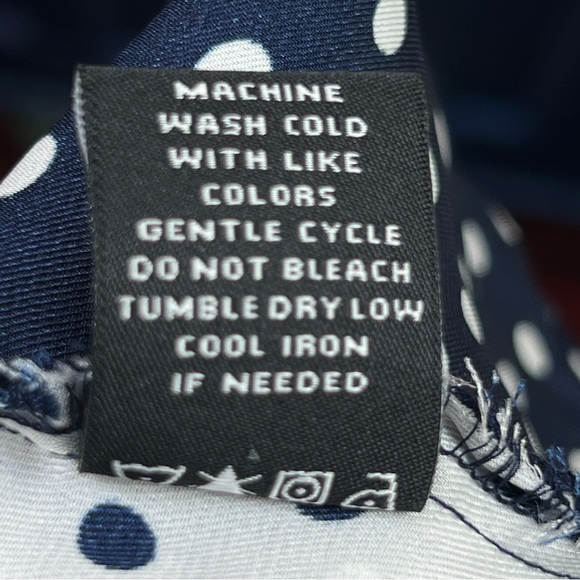 MACHINE
WASH COLD
WITH LIKE
COLORS
GENTLE CYCLE
DO NOT BLEACH
TUMBLE DRY LOW
COOL IRON
IF NEEDED